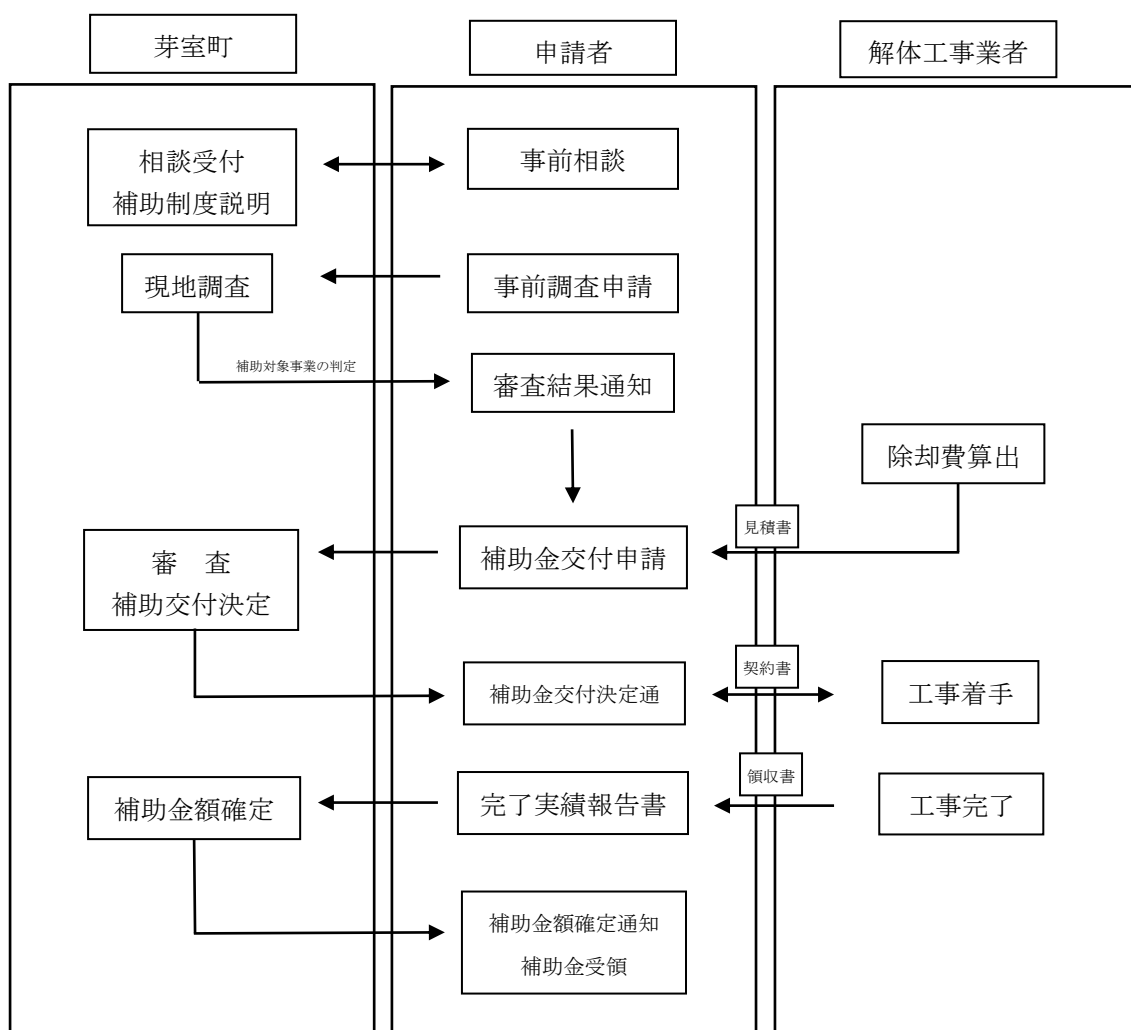 芽室町
申請者
解体工事業者
相談受付
補助制度説明
事前相談
現地調査
事前調査申請
補助対象事業の判定
審査結果通知
除却費算出
見積書
審　査
補助交付決定
補助金交付申請
契約書
補助金交付決定通
工事着手
領収書
補助金額確定
完了実績報告書
工事完了
補助金額確定通知
補助金受領